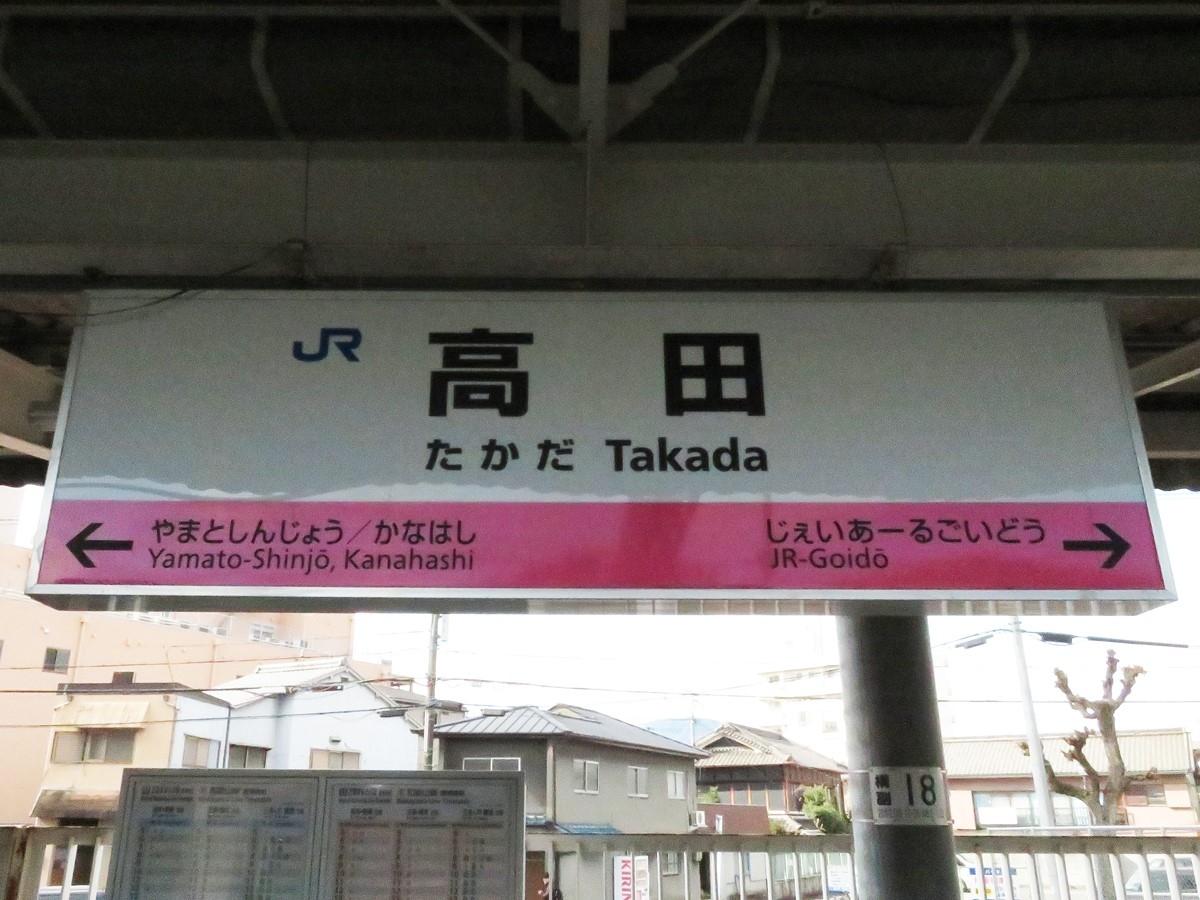 JR 高田
たかだ Takada
← やまとしんじょう／かなはし
Yamato-Shinjō, Kanahashi
じぇいあーるごいどう →
JR-Goidō
18
KIRIN